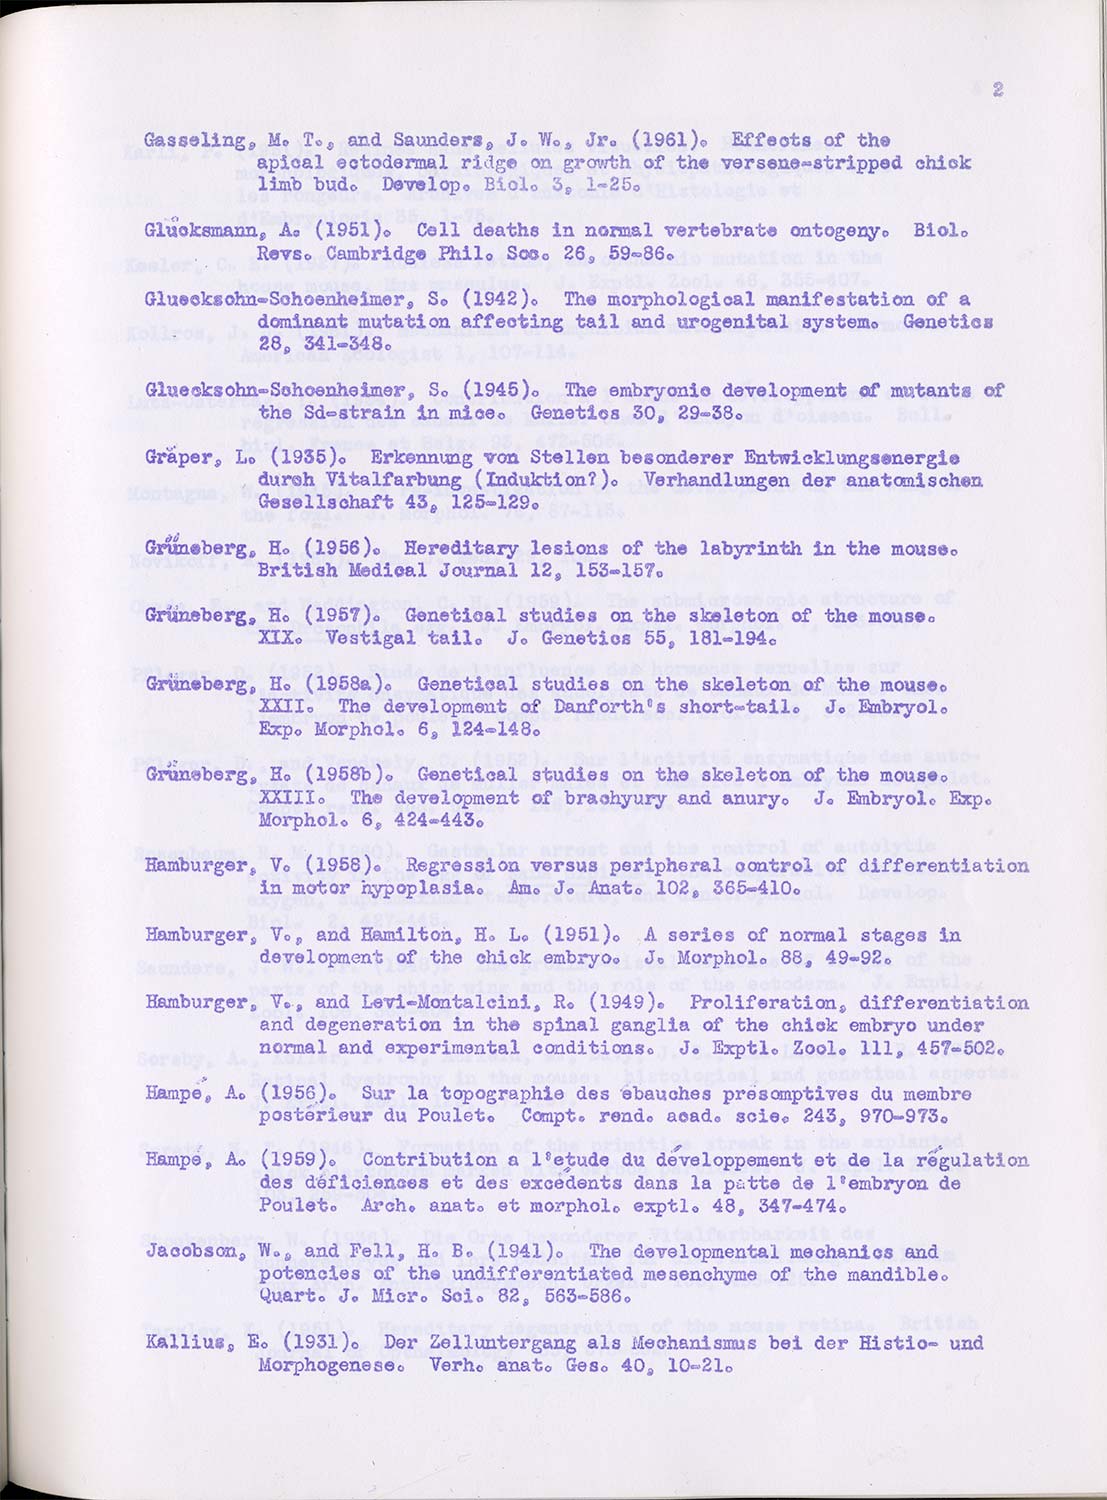 2
Gasseling, M. T., and Saunders, J. W., Jr. (1961). Effects of the
apical ectodermal ridge on growth of the versene-stripped chick
limb bud. Develop. Biol. 3, 1-25.
Glücksmann, A. (1951). Cell deaths in normal vertebrate ontogeny. Biol.
Revs. Cambridge Phil. Soc. 26, 59-86.
Gluecksohn-Schoenheimer, S. (1942). The morphological manifestation of a
dominant mutation affecting tail and urogenital system. Genetics
28, 341-348.
Gluecksohn-Schoenheimer, S. (1945). The embryonic development of mutants of
the Sd-strain in mice. Genetics 30, 29-38.
Gräper, L. (1935). Erkennung von Stellen besonderer Entwicklungsenergie
durch Vitalfarbung (Induktion?). Verhandlungen der anatomischen
Gesellschaft 43, 125-129.
Grüneberg, H. (1956). Hereditary lesions of the labyrinth in the mouse.
British Medical Journal 12, 153-157.
Grüneberg, H. (1957). Genetical studies on the skeleton of the mouse.
XIX. Vestigal tail. J. Genetics 55, 181-194.
Grüneberg, H. (1958a). Genetical studies on the skeleton of the mouse.
XXII. The development of Danforth's short-tail. J. Embryol.
Exp. Morphol. 6, 124-148.
Grüneberg, H. (1958b). Genetical studies on the skeleton of the mouse.
XXIII. The development of brachyury and anury. J. Embryol. Exp.
Morphol. 6, 424-443.
Hamburger, V. (1958). Regression versus peripheral control of differentiation
in motor hypoplasia. Am. J. Anat. 102, 365-410.
Hamburger, V., and Hamilton, H. L. (1951). A series of normal stages in
development of the chick embryo. J. Morphol. 88, 49-92.
Hamburger, V., and Levi-Montalcini, R. (1949). Proliferation, differentiation
and degeneration in the spinal ganglia of the chick embryo under
normal and experimental conditions. J. Exptl. Zool. 111, 457-502.
Hampé, A. (1956). Sur la topographie des ébauches présomptives du membre
postérieur du Poulet. Compt. rend. acad. scie. 243, 970-973.
Hampé, A. (1959). Contribution a l'etude du développement et de la régulation
des déficiences et des excédents dans la patte de l'embryon de
Poulet. Arch. anat. et morphol. exptl. 48, 347-474.
Jacobson, W., and Fell, H. B. (1941). The developmental mechanics and
potencies of the undifferentiated mesenchyme of the mandible.
Quart. J. Micr. Sci. 82, 563-586.
Kallius, E. (1931). Der Zelluntergang als Mechanismus bei der Histio- und
Morphogenese. Verh. anat. Ges. 40, 10-21.